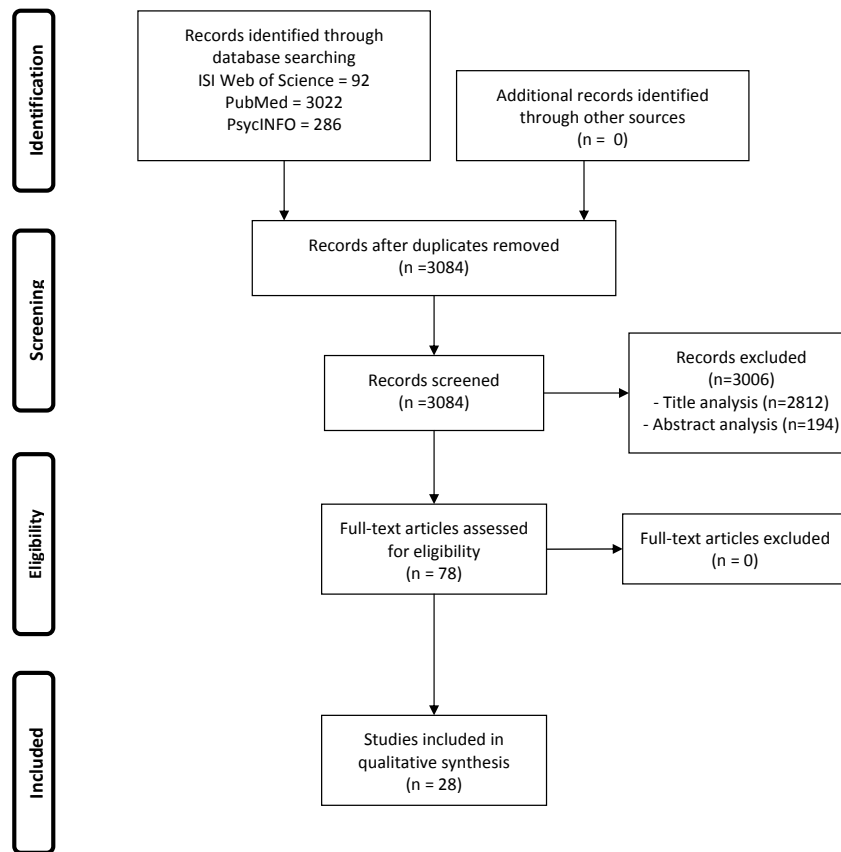 Identification
Records identified through
database searching
ISI Web of Science = 92
PubMed = 3022
PsycINFO = 286
Additional records identified
through other sources
(n =  0)
Screening
Records after duplicates removed
(n =3084)
Records screened
(n =3084)
Records excluded
(n=3006)
- Title analysis (n=2812)
- Abstract analysis (n=194)
Eligibility
Full-text articles assessed
for eligibility
(n = 78)
Full-text articles excluded
(n = 0)
Included
Studies included in
qualitative synthesis
(n = 28)